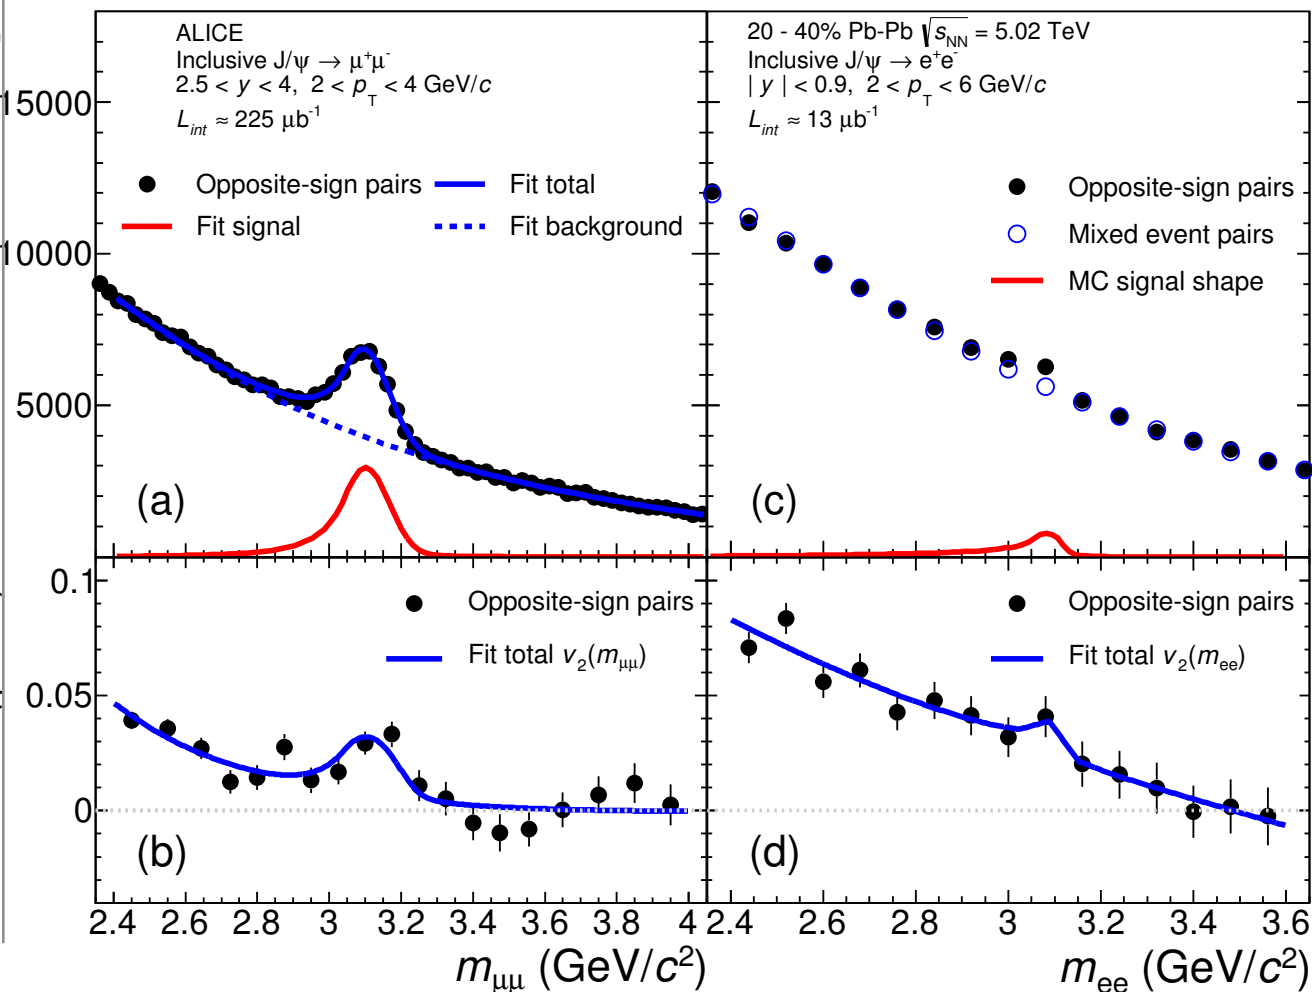 ALICE
Inclusive J/ψ → μ⁺μ⁻
2.5 < y < 4, 2 < p_T < 4 GeV/c
L_int ≈ 225 μb⁻¹
Opposite-sign pairs
Fit total
Fit signal
Fit background
15000
10000
5000
(a)
20 - 40% Pb-Pb √s_NN = 5.02 TeV
Inclusive J/ψ → e⁺e⁻
| y | < 0.9, 2 < p_T < 6 GeV/c
L_int ≈ 13 μb⁻¹
Opposite-sign pairs
Mixed event pairs
MC signal shape
(c)
0.1
0.05
0
Opposite-sign pairs
Fit total v₂(m_μμ)
(b)
2.4 2.6 2.8 3 3.2 3.4 3.6 3.8 4
m_μμ (GeV/c²)
Opposite-sign pairs
Fit total v₂(m_ee)
(d)
2.4 2.6 2.8 3 3.2 3.4 3.6
m_ee (GeV/c²)